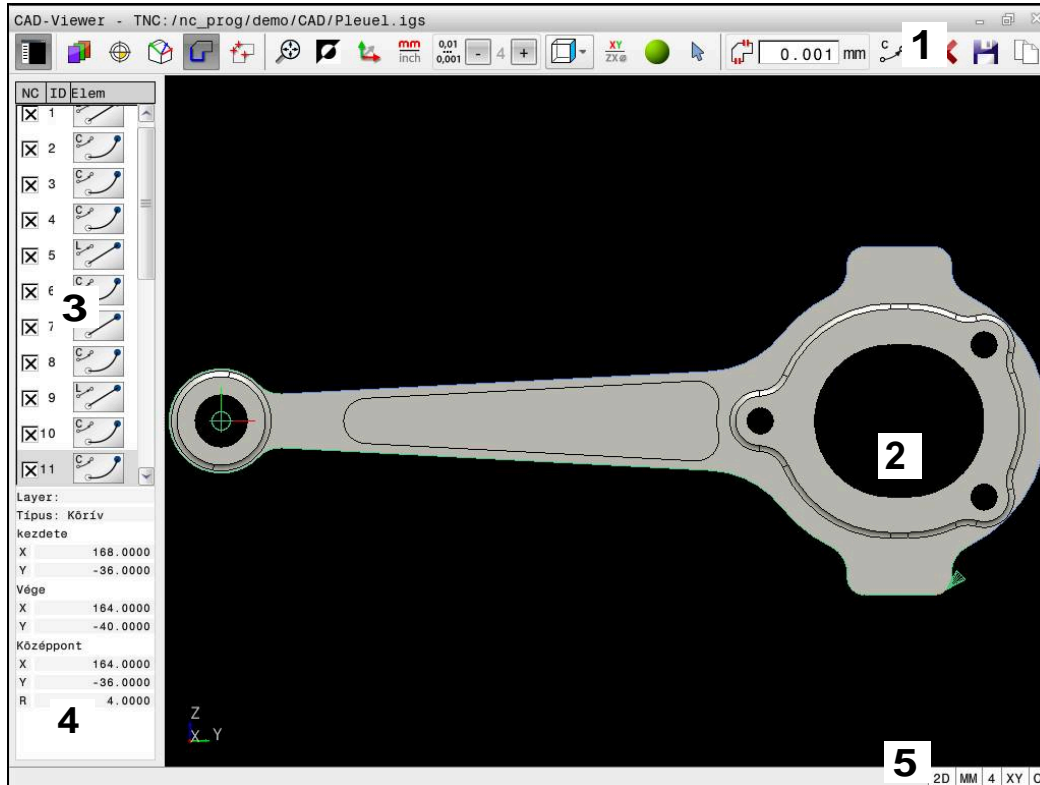 CAD-Viewer - TNC:/nc_prog/demo/CAD/Pleuel.igs
mm
inch
0,01
...
0,001
- 4 +
XY
ZX⌀
0.001 mm
C
1
NC ID Elem
1
2 C
3 C
4 C
5 L
6 C
7
8 C
9 L
10 C
11 C
3
2
Layer:
Típus: Körív
kezdete
X 168.0000
Y -36.0000
Vége
X 164.0000
Y -40.0000
Középpont
X 164.0000
Y -36.0000
R 4.0000
4
Z
X Y
5
2D MM 4 XY